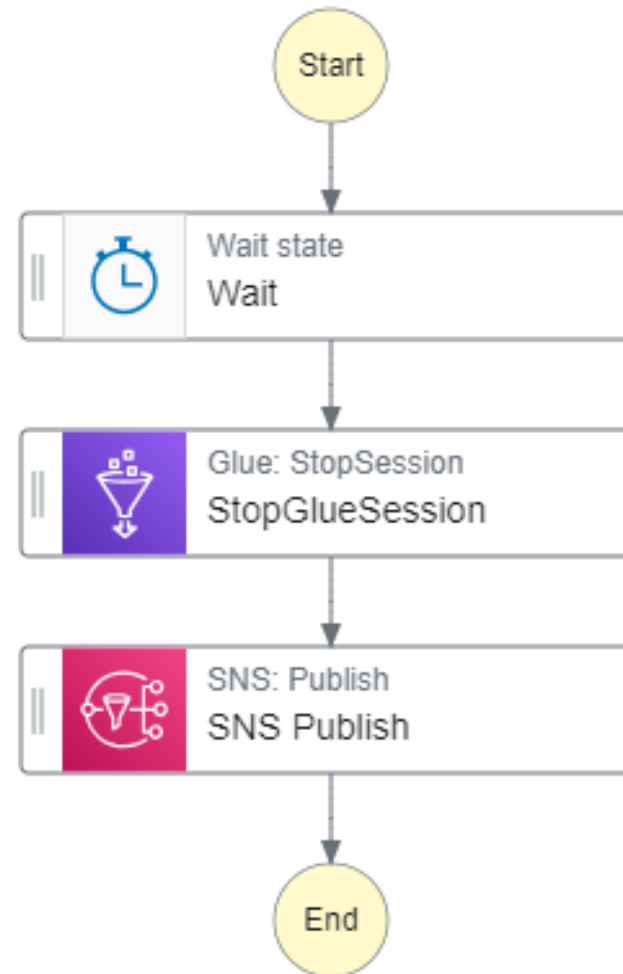 Start
Wait state
Wait
Glue: StopSession
StopGlueSession
SNS: Publish
SNS Publish
End